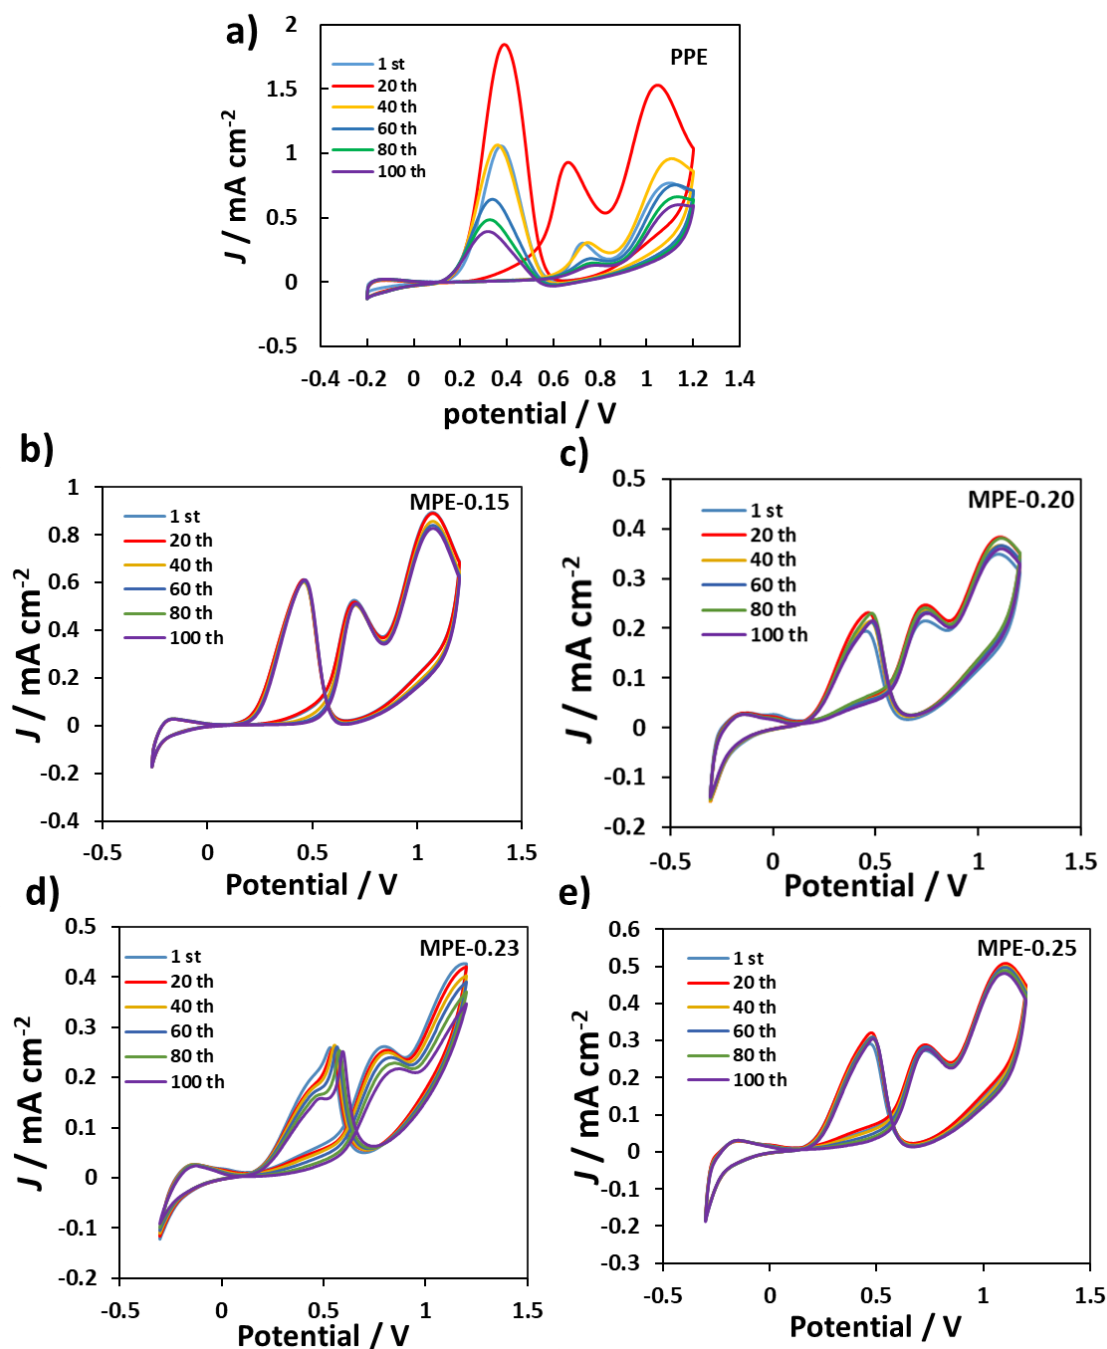 a)
PPE
1 st
20 th
40 th
60 th
80 th
100 th
2
1.5
1
0.5
0
-0.5
J / mA cm-2
-0.4 -0.2 0 0.2 0.4 0.6 0.8 1 1.2 1.4
potential / V
b)
MPE-0.15
1 st
20 th
40 th
60 th
80 th
100 th
1
0.8
0.6
0.4
0.2
0
-0.2
-0.4
J / mA cm-2
-0.5 0 0.5 1 1.5
Potential / V
c)
MPE-0.20
1 st
20 th
40 th
60 th
80 th
100 th
0.5
0.4
0.3
0.2
0.1
0
-0.1
-0.2
J / mA cm-2
-0.5 0 0.5 1 1.5
Potential / V
d)
MPE-0.23
1 st
20 th
40 th
60 th
80 th
100 th
0.5
0.4
0.3
0.2
0.1
0
-0.1
-0.2
J / mA cm-2
-0.5 0 0.5 1 1.5
Potential / V
e)
MPE-0.25
1 st
20 th
40 th
60 th
80 th
100 th
0.6
0.5
0.4
0.3
0.2
0.1
0
-0.1
-0.2
-0.3
J / mA cm-2
-0.5 0 0.5 1 1.5
Potential / V